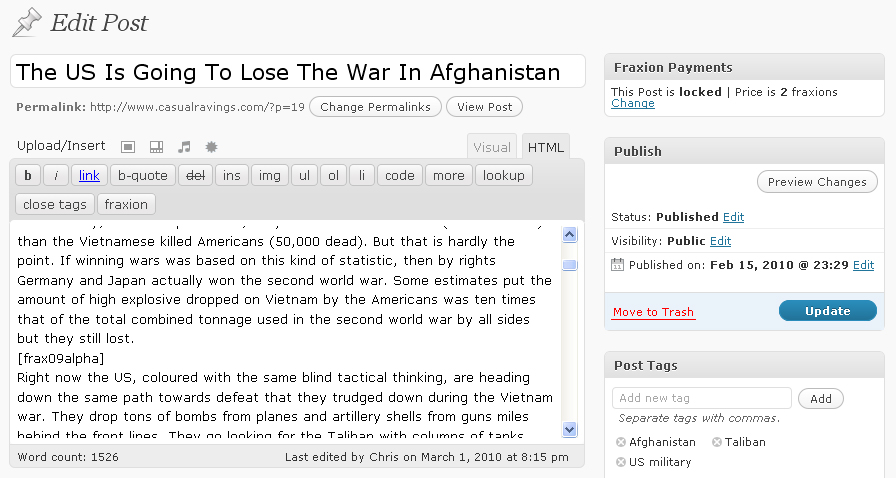 Edit Post
The US Is Going To Lose The War In Afghanistan
Permalink: http://www.casualravings.com/?p=19 Change Permalinks View Post
Upload/Insert Visual HTML
b i link b-quote del ins img ul ol li code more lookup
close tags fraxion
than the Vietnamese killed Americans (50,000 dead). But that is hardly the
point. If winning wars was based on this kind of statistic, then by rights
Germany and Japan actually won the second world war. Some estimates put the
amount of high explosive dropped on Vietnam by the Americans was ten times
that of the total combined tonnage used in the second world war by all sides
but they still lost.
[frax09alpha]
Right now the US, coloured with the same blind tactical thinking, are heading
down the same path towards defeat that they trudged down during the Vietnam
war. They drop tons of bombs from planes and artillery shells from guns miles
behind the front lines. They go looking for the Taliban with columns of tanks
Word count: 1526 Last edited by Chris on March 1, 2010 at 8:15 pm
Fraxion Payments
This Post is locked | Price is 2 fraxions
Change
Publish
Preview Changes
Status: Published Edit
Visibility: Public Edit
Published on: Feb 15, 2010 @ 23:29 Edit
Move to Trash Update
Post Tags
Add new tag Add
Separate tags with commas.
Afghanistan Taliban
US military